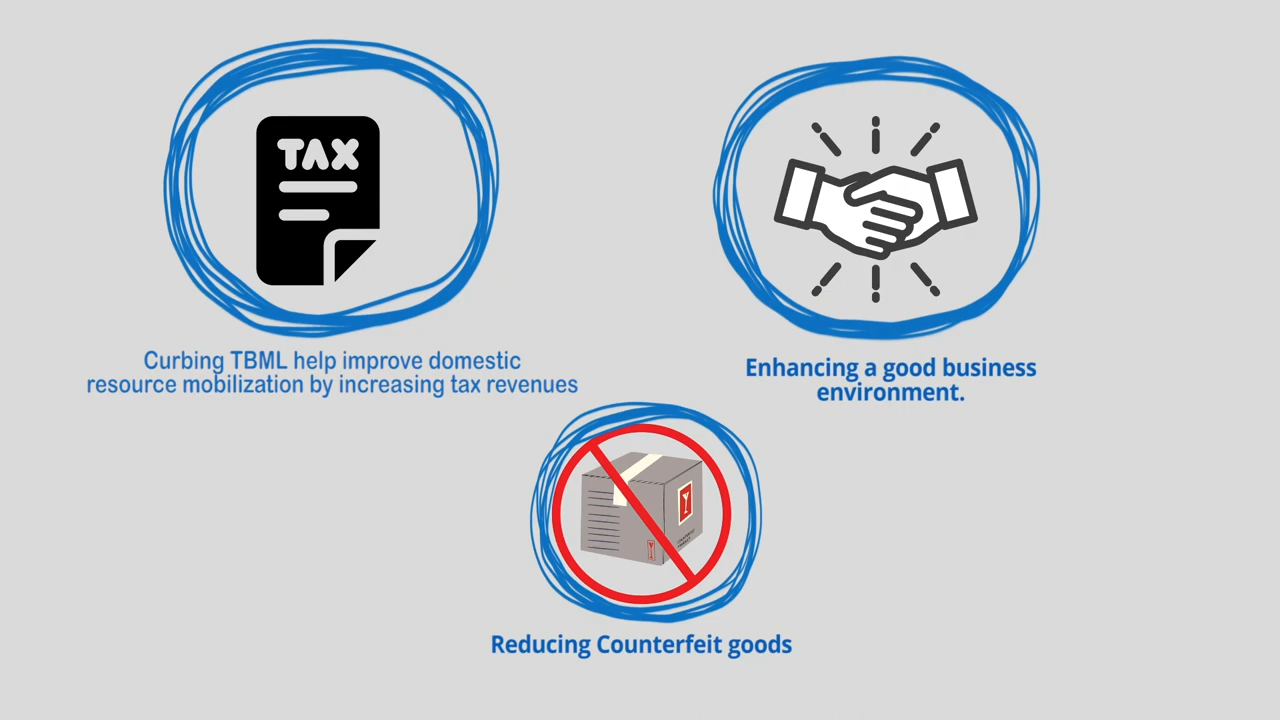 TAX
Curbing TBML help improve domestic
resource mobilization by increasing tax revenues
Enhancing a good business
environment.
Reducing Counterfeit goods